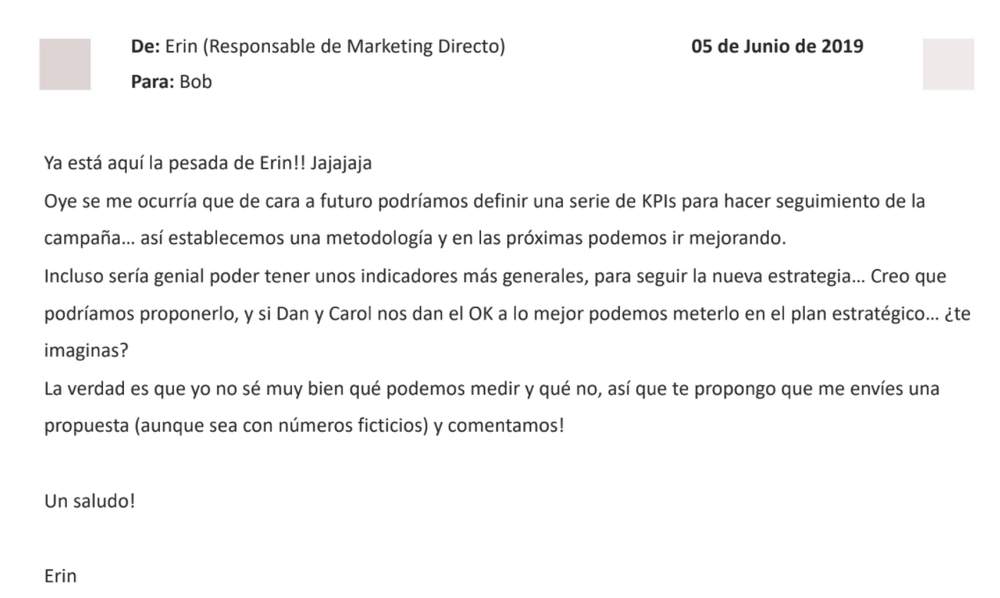 De: Erin (Responsable de Marketing Directo) 05 de Junio de 2019
Para: Bob
Ya está aquí la pesada de Erin!! Jajajaja
Oye se me ocurría que de cara a futuro podríamos definir una serie de KPIs para hacer seguimiento de la
campaña... así establecemos una metodología y en las próximas podemos ir mejorando.
Incluso sería genial poder tener unos indicadores más generales, para seguir la nueva estrategia... Creo que
podríamos proponerlo, y si Dan y Carol nos dan el OK a lo mejor podemos meterlo en el plan estratégico... ¿te
imaginas?
La verdad es que yo no sé muy bien qué podemos medir y qué no, así que te propongo que me envíes una
propuesta (aunque sea con números ficticios) y comentamos!
Un saludo!
Erin